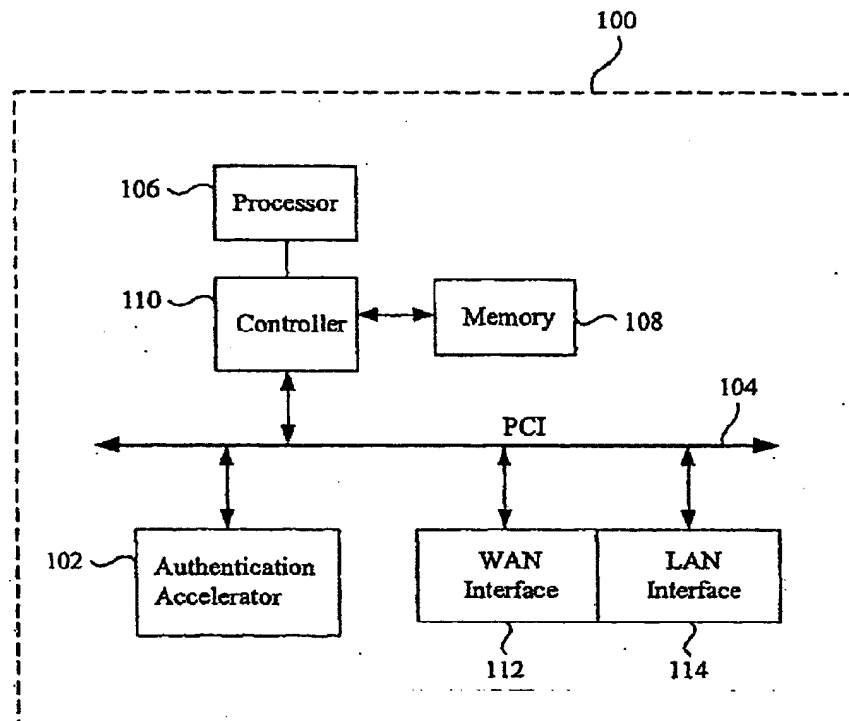 100
106
Processor
110
Controller
Memory
108
104
PCI
102
Authentication
Accelerator
WAN
Interface
LAN
Interface
112
114